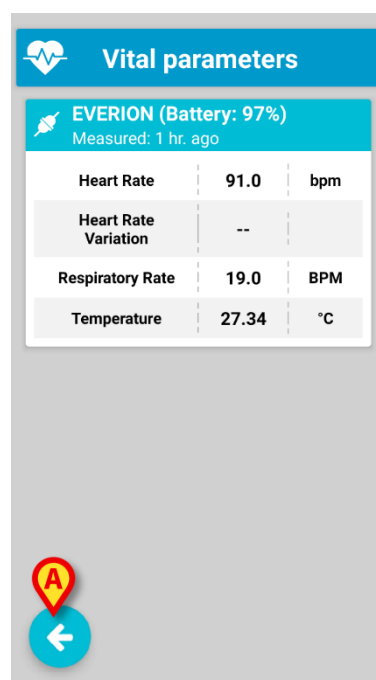 Vital parameters
EVERION (Battery: 97%)
Measured: 1 hr. ago
Heart Rate 91.0 bpm
Heart Rate
Variation --
Respiratory Rate 19.0 BPM
Temperature 27.34 °C
A